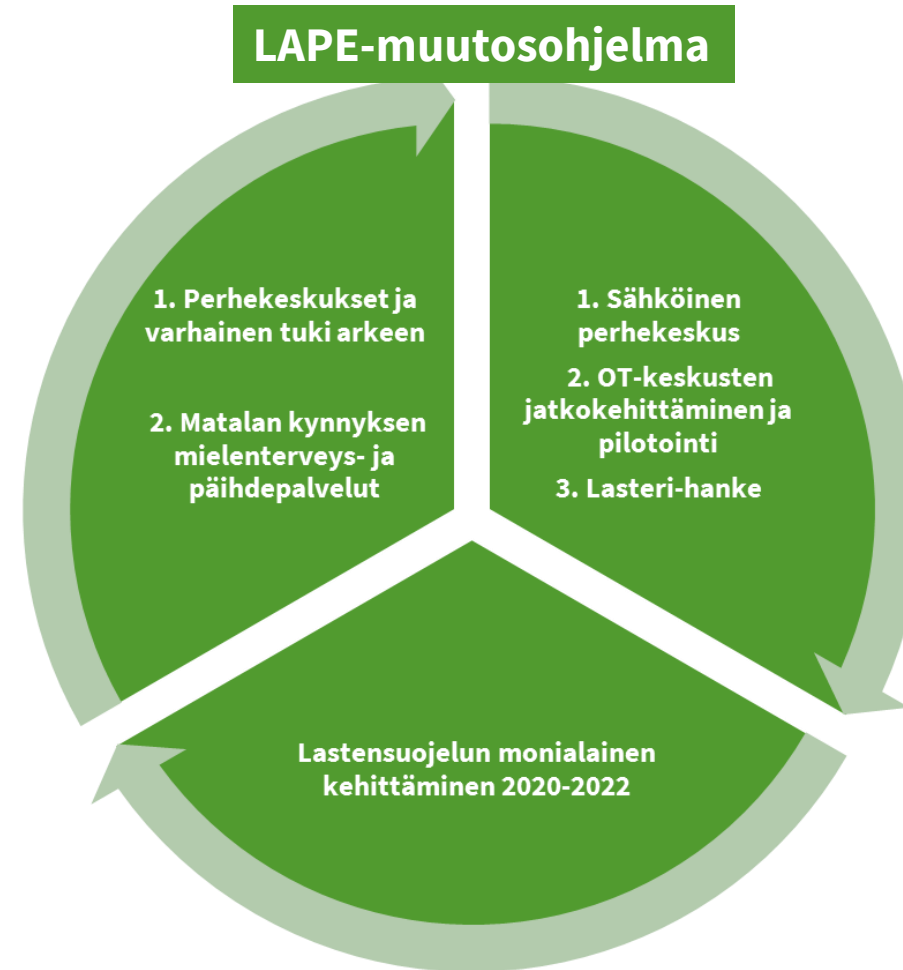 LAPE-muutosohjelma
1. Perhekeskukset ja
varhainen tuki arkeen
2. Matalan kynnyksen
mielenterveys- ja
päihdepalvelut
1. Sähköinen
perhekeskus
2. OT-keskusten
jatkokehittäminen ja
pilotointi
3. Lasteri-hanke
Lastensuojelun monialainen
kehittäminen 2020-2022